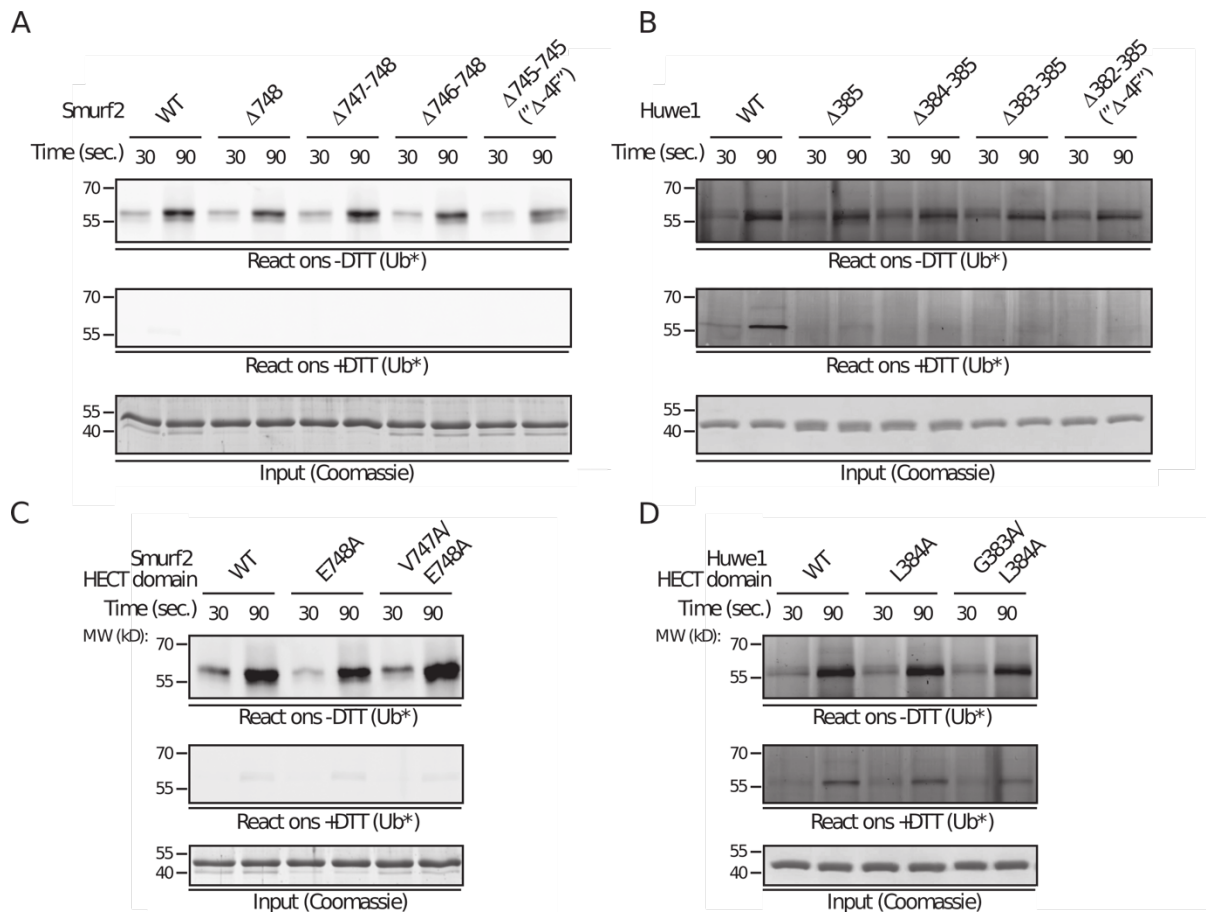 A
Smurf2 WT Δ748 Δ747-748 Δ746-748 Δ745-745 ("Δ-4F")
Time (sec.) 30 90 30 90 30 90 30 90 30 90
70
55
React ons -DTT (Ub*)
70
55
React ons +DTT (Ub*)
55
40
Input (Coomassie)
B
Huwe1 WT Δ385 Δ384-385 Δ383-385 Δ382-385 ("Δ-4F")
Time (sec.) 30 90 30 90 30 90 30 90 30 90
70
55
React ons -DTT (Ub*)
70
55
React ons +DTT (Ub*)
55
40
Input (Coomassie)
C
Smurf2
HECT domain WT E748A V747A/ E748A
Time (sec.) 30 90 30 90 30 90
MW (kD): 70
55
React ons -DTT (Ub*)
70
55
React ons +DTT (Ub*)
55
40
Input (Coomassie)
D
Huwe1
HECT domain WT L384A G383A/ L384A
Time (sec.) 30 90 30 90 30 90
MW (kD): 70
55
React ons -DTT (Ub*)
70
55
React ons +DTT (Ub*)
55
40
Input (Coomassie)